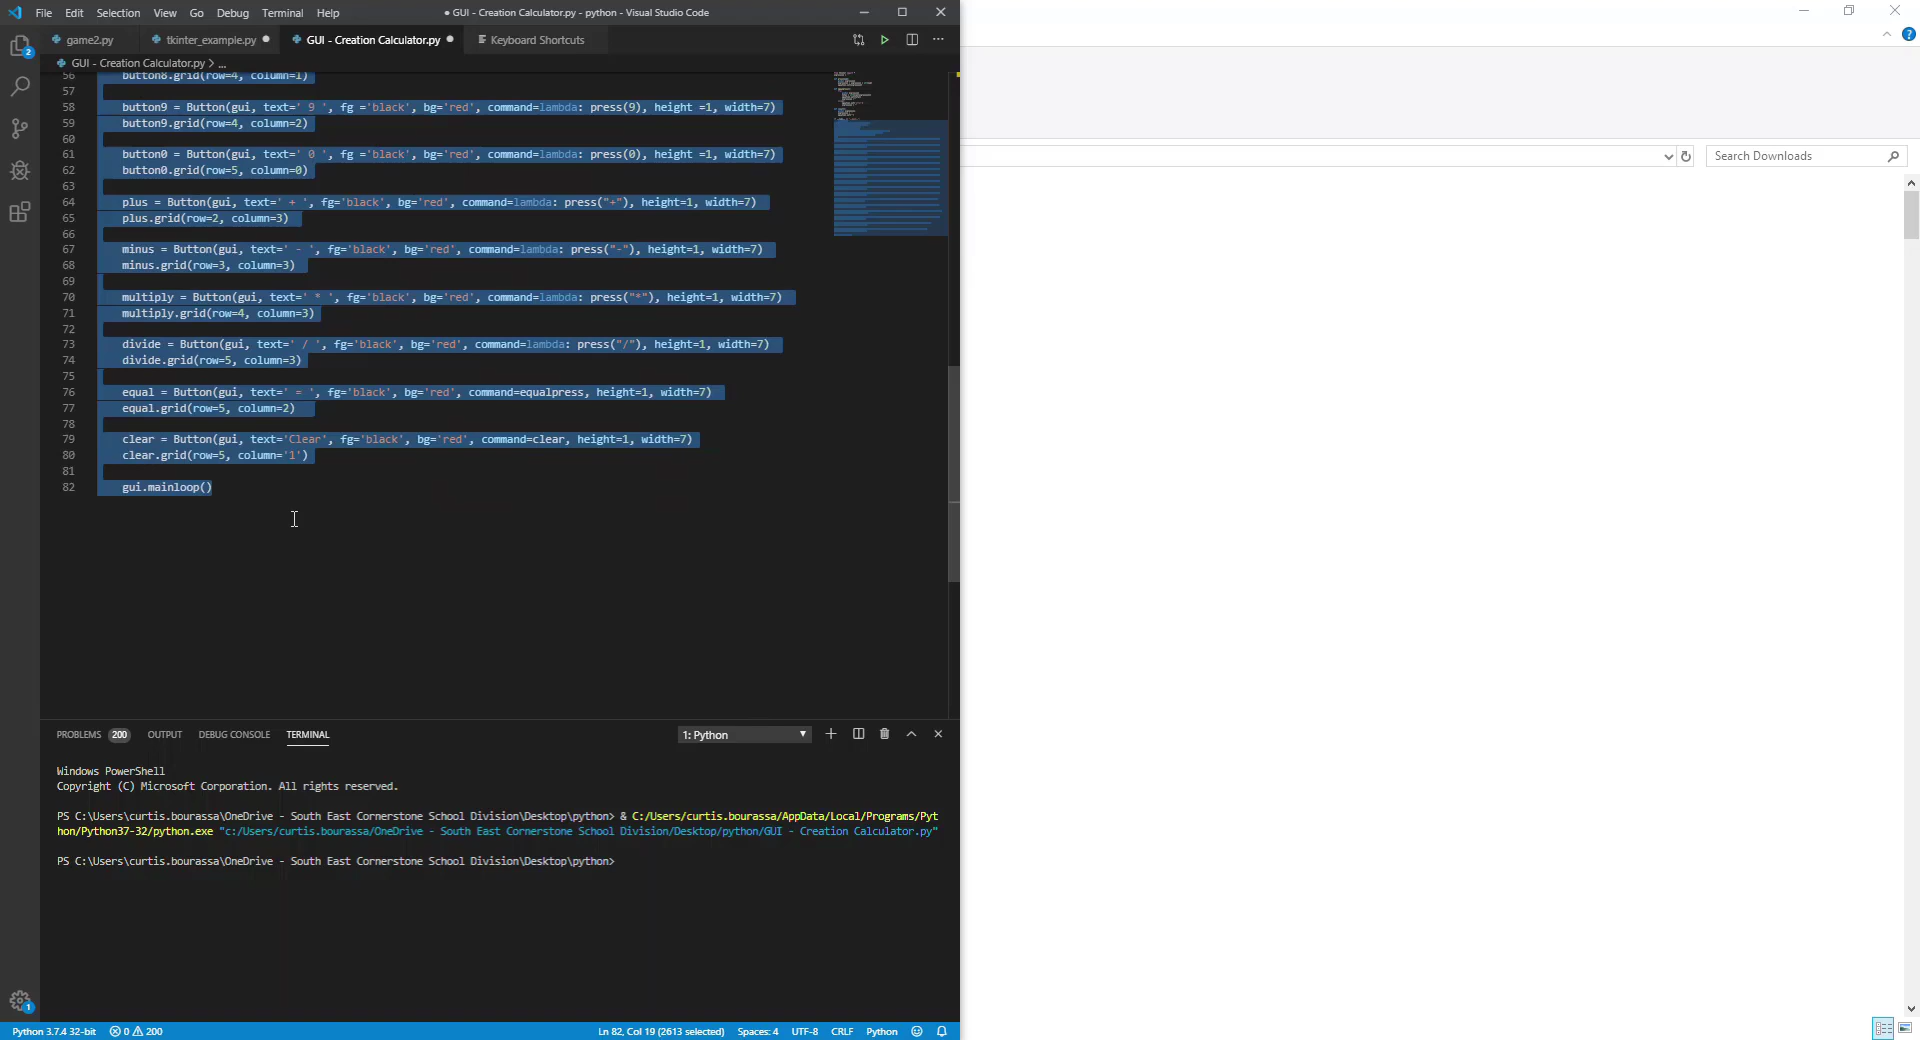 File Edit Selection View Go Debug Terminal Help
● GUI - Creation Calculator.py - python - Visual Studio Code
game2.py
tkinter_example.py
GUI - Creation Calculator.py
Keyboard Shortcuts
GUI - Creation Calculator.py > ...
56 button8.grid(row=4, column=1)
57
58 button9 = Button(gui, text=' 9 ', fg ='black', bg='red', command=lambda: press(9), height =1, width=7)
59 button9.grid(row=4, column=2)
60
61 button0 = Button(gui, text=' 0 ', fg ='black', bg='red', command=lambda: press(0), height =1, width=7)
62 button0.grid(row=5, column=0)
63
64 plus = Button(gui, text=' + ', fg='black', bg='red', command=lambda: press("+"), height=1, width=7)
65 plus.grid(row=2, column=3)
66
67 minus = Button(gui, text=' - ', fg='black', bg='red', command=lambda: press("-"), height=1, width=7)
68 minus.grid(row=3, column=3)
69
70 multiply = Button(gui, text=' * ', fg='black', bg='red', command=lambda: press("*"), height=1, width=7)
71 multiply.grid(row=4, column=3)
72
73 divide = Button(gui, text=' / ', fg='black', bg='red', command=lambda: press("/"), height=1, width=7)
74 divide.grid(row=5, column=3)
75
76 equal = Button(gui, text=' = ', fg='black', bg='red', command=equalpress, height=1, width=7)
77 equal.grid(row=5, column=2)
78
79 clear = Button(gui, text='Clear', fg='black', bg='red', command=clear, height=1, width=7)
80 clear.grid(row=5, column='1')
81
82 gui.mainloop()
Search Downloads
PROBLEMS 200 OUTPUT DEBUG CONSOLE TERMINAL
1: Python
Windows PowerShell
Copyright (C) Microsoft Corporation. All rights reserved.
PS C:\Users\curtis.bourassa\OneDrive - South East Cornerstone School Division\Desktop\python> & C:/Users/curtis.bourassa/AppData/Local/Programs/Pyt
hon/Python37-32/python.exe "c:/Users/curtis.bourassa/OneDrive - South East Cornerstone School Division/Desktop/python/GUI - Creation Calculator.py"
PS C:\Users\curtis.bourassa\OneDrive - South East Cornerstone School Division\Desktop\python>
Python 3.7.4 32-bit 0 200
Ln 82, Col 19 (2613 selected) Spaces: 4 UTF-8 CRLF Python